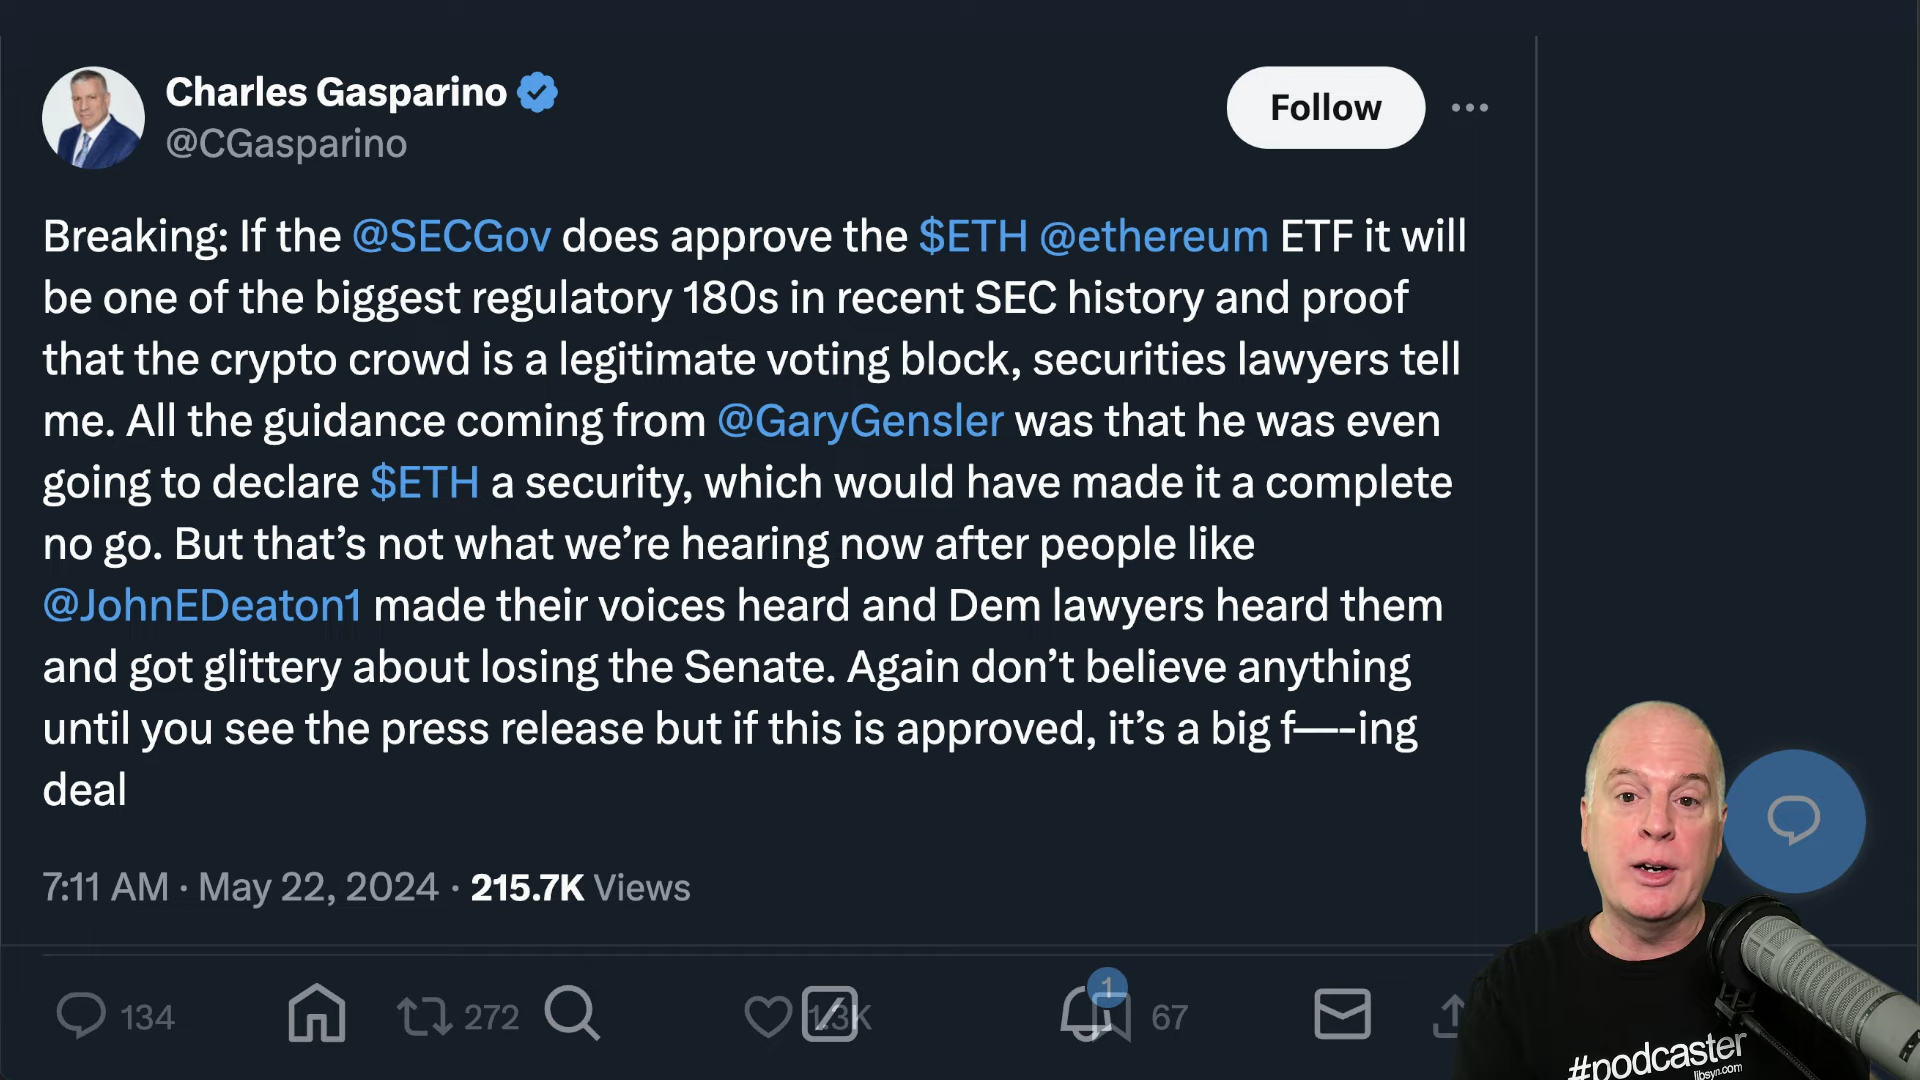 Charles Gasparino
@CGasparino
Follow
Breaking: If the @SECGov does approve the $ETH @ethereum ETF it will
be one of the biggest regulatory 180s in recent SEC history and proof
that the crypto crowd is a legitimate voting block, securities lawyers tell
me. All the guidance coming from @GaryGensler was that he was even
going to declare $ETH a security, which would have made it a complete
no go. But that’s not what we’re hearing now after people like
@JohnEDeaton1 made their voices heard and Dem lawyers heard them
and got glittery about losing the Senate. Again don’t believe anything
until you see the press release but if this is approved, it’s a big f—-ing
deal
7:11 AM · May 22, 2024 · 215.7K Views
134 272 1.3K 1 67
#podcaster
libsyn.com